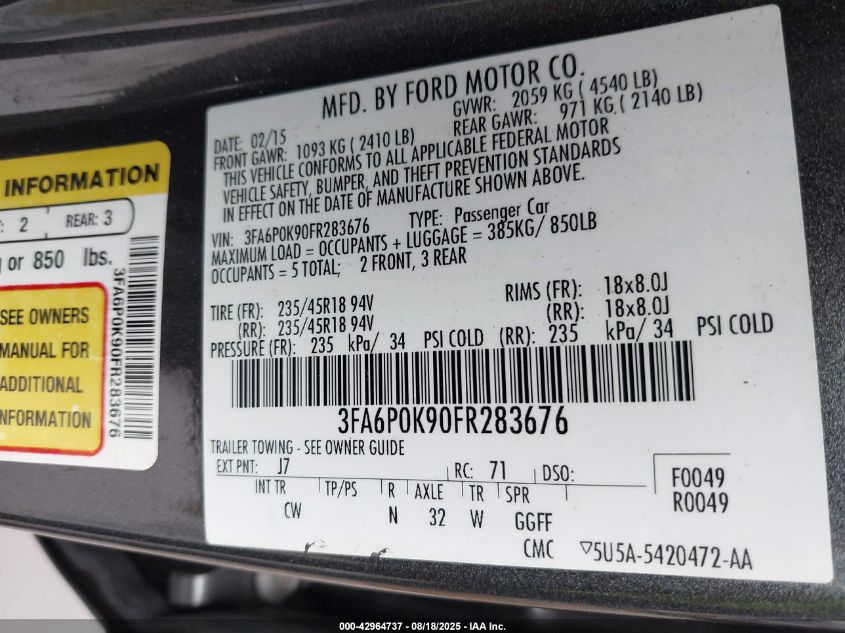 MFD. BY FORD MOTOR CO.
DATE: 02/15 GVWR: 2059 KG ( 4540 LB)
FRONT GAWR: 1093 KG ( 2410 LB) REAR GAWR: 971 KG ( 2140 LB)
THIS VEHICLE CONFORMS TO ALL APPLICABLE FEDERAL MOTOR
VEHICLE SAFETY, BUMPER, AND THEFT PREVENTION STANDARDS
IN EFFECT ON THE DATE OF MANUFACTURE SHOWN ABOVE.
VIN: 3FA6P0K90FR283676 TYPE: Passenger Car
MAXIMUM LOAD = OCCUPANTS + LUGGAGE = 385KG/ 850LB
OCCUPANTS = 5 TOTAL; 2 FRONT, 3 REAR
TIRE (FR): 235/45R18 94V RIMS (FR): 18x8.0J
(RR): 235/45R18 94V (RR): 18x8.0J
PRESSURE (FR): 235 kPa/ 34 PSI COLD (RR): 235 kPa/ 34 PSI COLD
3FA6P0K90FR283676
TRAILER TOWING - SEE OWNER GUIDE
EXT PNT: J7 RC: 71 DSO:
F0049
R0049
INT TR TP/PS R AXLE TR SPR
CW N 32 W GGFF
CMC ▽5U5A-5420472-AA
INFORMATION
2 REAR: 3
or 850 lbs.
SEE OWNERS
MANUAL FOR
ADDITIONAL
INFORMATION
3FA6P0K90FR283676
000-42964737 - 08/18/2025 - IAA Inc.